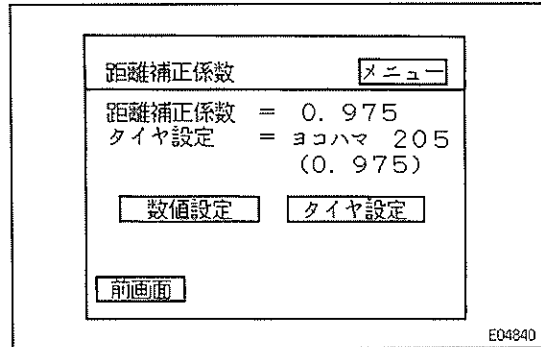 距離補正係数 メニュー
距離補正係数 = 0. 975
タイヤ設定 = ヨコハマ 205
(0. 975)
数値設定 タイヤ設定
前画面
E04840